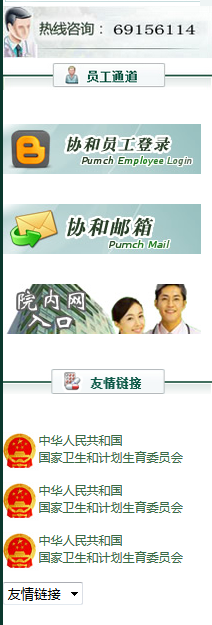 热线咨询：69156114
员工通道
协和员工登录
Pumch Employee Login
协和邮箱
Pumch Mail
院内网
入口
友情链接
中华人民共和国
国家卫生和计划生育委员会
中华人民共和国
国家卫生和计划生育委员会
中华人民共和国
国家卫生和计划生育委员会
友情链接